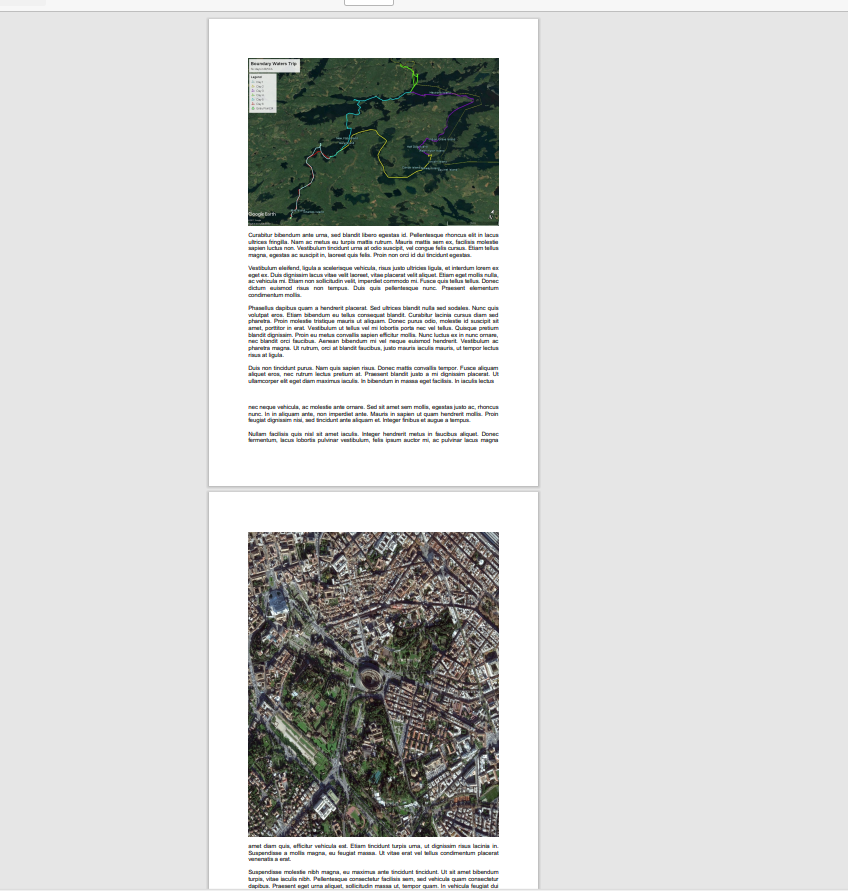 Boundary Waters Trip
Legend
Google Earth
Curabitur bibendum ante urna, sed blandit libero egestas id. Pellentesque rhoncus elit in lacus
ultrices fringilla. Nam ac metus eu turpis mattis rutrum. Mauris mattis sem ex, facilisis molestie
sapien luctus non. Vestibulum tincidunt urna at odio suscipit, vel congue felis cursus. Etiam tellus
magna, egestas ac suscipit in, laoreet quis felis. Proin non orci id dui tincidunt egestas.
Vestibulum eleifend, ligula a scelerisque vehicula, risus justo ultricies ligula, et interdum lorem ex
eget ex. Duis dignissim lacus vitae velit laoreet, vitae placerat velit aliquet. Etiam eget mollis nulla,
ac vehicula mi. Etiam non sollicitudin velit, imperdiet commodo mi. Fusce quis tellus tellus. Donec
dictum euismod risus non tempus. Duis quis pellentesque nunc. Praesent elementum
condimentum mollis.
Phasellus dapibus quam a hendrerit placerat. Sed ultrices blandit nulla sed sodales. Nunc quis
volutpat eros. Etiam bibendum eu tellus consequat blandit. Curabitur lacinia cursus diam sed
pharetra. Proin molestie tristique mauris ut aliquam. Donec purus odio, molestie id suscipit sit
amet, porttitor in erat. Vestibulum ut tellus vel mi lobortis porta nec vel tellus. Quisque pretium
blandit dignissim. Proin eu metus convallis sapien efficitur mollis. Nunc luctus ex in nunc ornare,
nec blandit orci faucibus. Aenean bibendum mi vel neque euismod hendrerit. Vestibulum ac
pharetra magna. Ut rutrum, orci at blandit faucibus, justo mauris iaculis mauris, ut tempor lectus
risus at ligula.
Duis non tincidunt purus. Nam quis sapien risus. Donec mattis convallis tempor. Fusce aliquam
aliquet eros, nec rutrum lectus pretium at. Praesent blandit justo a mi dignissim placerat. Ut
ullamcorper elit eget diam maximus iaculis. In bibendum in massa eget facilisis. In iaculis lectus
nec neque vehicula, ac molestie ante ornare. Sed sit amet sem mollis, egestas justo ac, rhoncus
nunc. In in aliquam ante, non imperdiet ante. Mauris in sapien ut quam hendrerit mollis. Proin
feugiat dignissim nisi, sed tincidunt ante aliquam et. Integer finibus et augue a tempus.
Nullam facilisis quis nisl sit amet iaculis. Integer hendrerit metus in faucibus aliquet. Donec
fermentum, lacus lobortis pulvinar vestibulum, felis ipsum auctor mi, ac pulvinar lacus magna
amet diam quis, efficitur vehicula est. Etiam tincidunt turpis urna, ut dignissim risus lacinia in.
Suspendisse a mollis magna, eu feugiat massa. Ut vitae erat vel tellus condimentum placerat
venenatis a erat.
Suspendisse molestie nibh magna, eu maximus ante tincidunt tincidunt. Ut sit amet bibendum
turpis, vitae iaculis nibh. Pellentesque consectetur facilisis sem, sed vehicula quam consectetur
dapibus. Praesent eget urna aliquet, sollicitudin massa ut, tempor quam. In vehicula feugiat dui